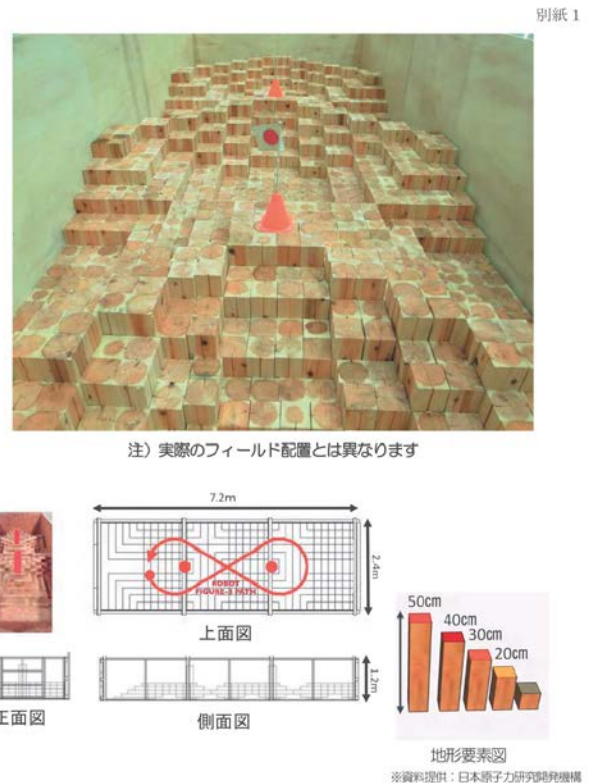 別紙 1
注）実際のフィールド配置とは異なります
7.2m
2.4m
ROBOT
FIGURE-8 PATH
上面図
1.2m
正面図
側面図
50cm
40cm
30cm
20cm
地形要素図
※資料提供：日本原子力研究開発機構